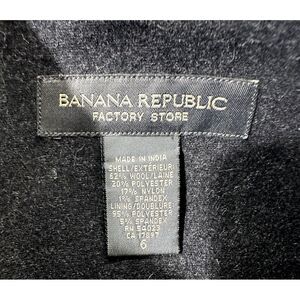 BANANA REPUBLIC
FACTORY STORE
MADE IN INDIA
SHELL/EXTÉRIEUR:
62% WOOL/LAINE
20% POLYESTER
17% NYLON
1% SPANDEX
LINING/DOUBLURE:
95% POLYESTER
5% SPANDEX
RN 54023
CA 17897
6